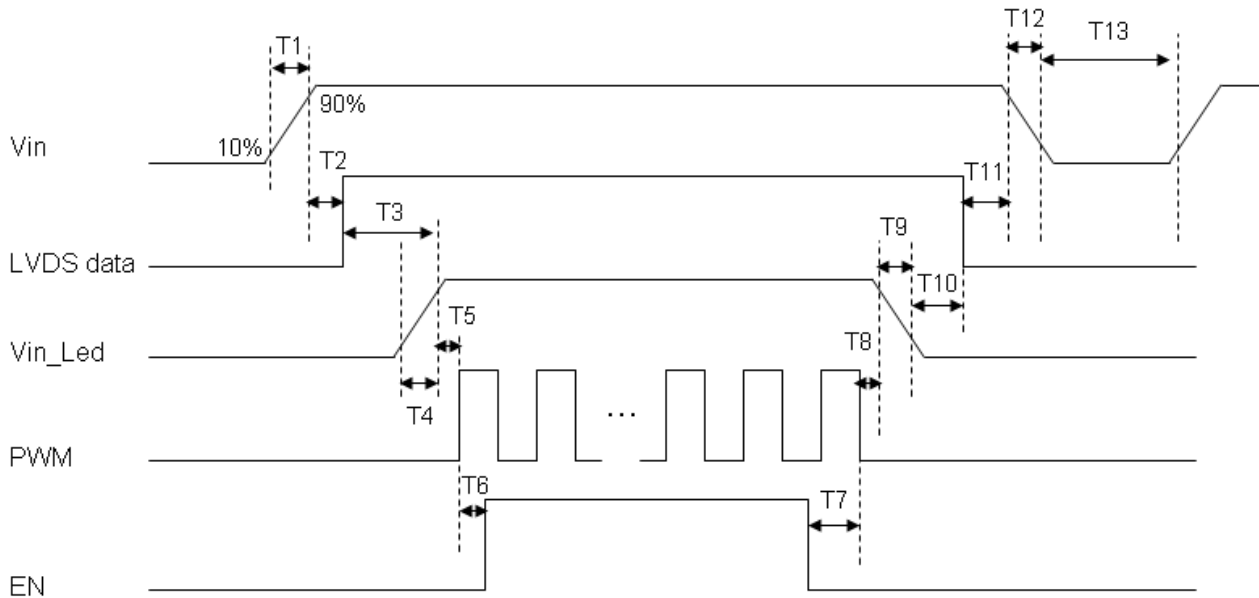 T12
T13
T1
90%
Vin
10%
T2
T11
T3
T9
LVDS data
T10
T5
Vin_Led
T8
T4
...
PWM
T6
T7
EN